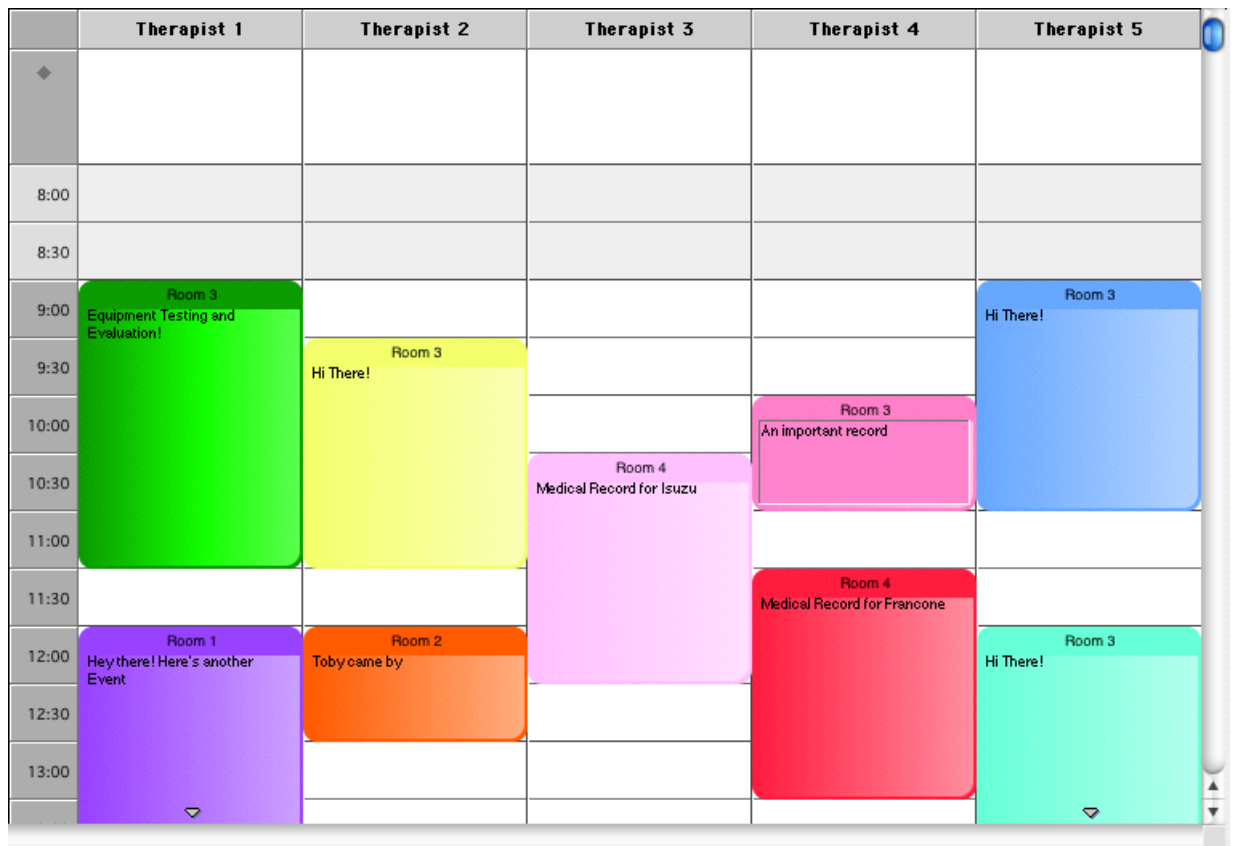 Therapist 1
Therapist 2
Therapist 3
Therapist 4
Therapist 5
8:00
8:30
9:00
9:30
10:00
10:30
11:00
11:30
12:00
12:30
13:00
Room 3
Equipment Testing and
Evaluation!
Room 1
Hey there! Here's another
Event
Room 3
Hi There!
Room 2
Toby came by
Room 4
Medical Record for Isuzu
Room 3
An important record
Room 4
Medical Record for Francone
Room 3
Hi There!
Room 3
Hi There!